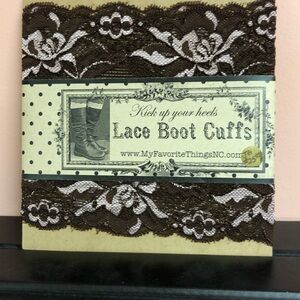 Kick up your heels
Lace Boot Cuffs
www.MyFavoriteThingsNC.com